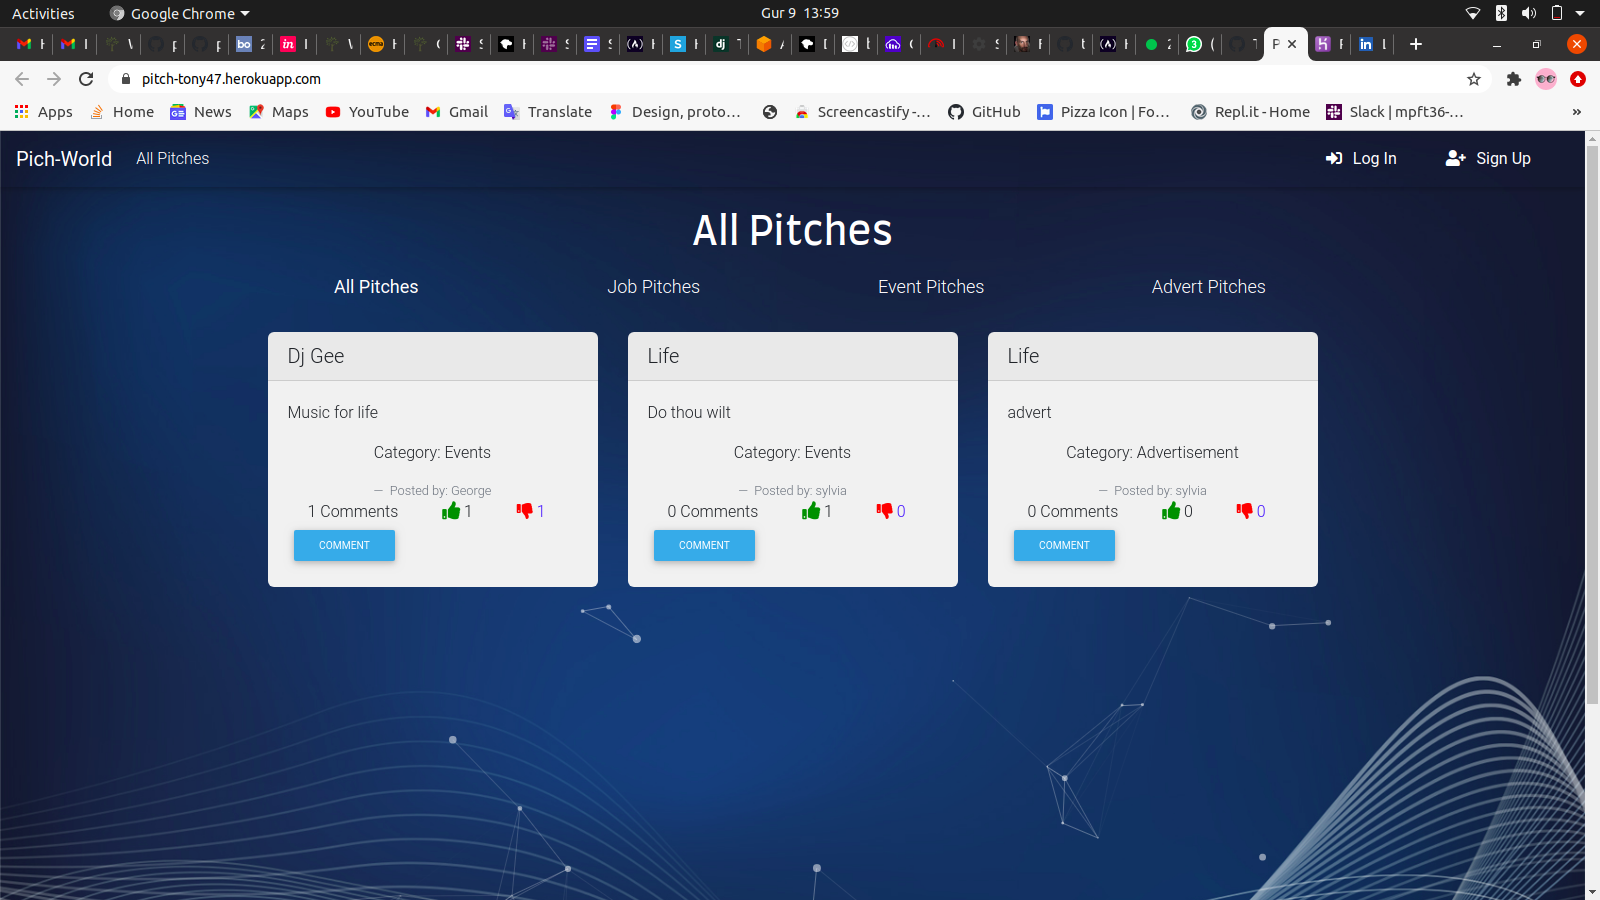 Activities Google Chrome Gur 9 13:59
pitch-tony47.herokuapp.com
Apps Home News Maps YouTube Gmail Translate Design, proto... Screencastify -... GitHub Pizza Icon | Fo... Repl.it - Home Slack | mpft36-... »
Pich-World All Pitches Log In Sign Up
All Pitches
All Pitches Job Pitches Event Pitches Advert Pitches
Dj Gee
Music for life
Category: Events
— Posted by: George
1 Comments 1 1
COMMENT
Life
Do thou wilt
Category: Events
— Posted by: sylvia
0 Comments 1 0
COMMENT
Life
advert
Category: Advertisement
— Posted by: sylvia
0 Comments 0 0
COMMENT